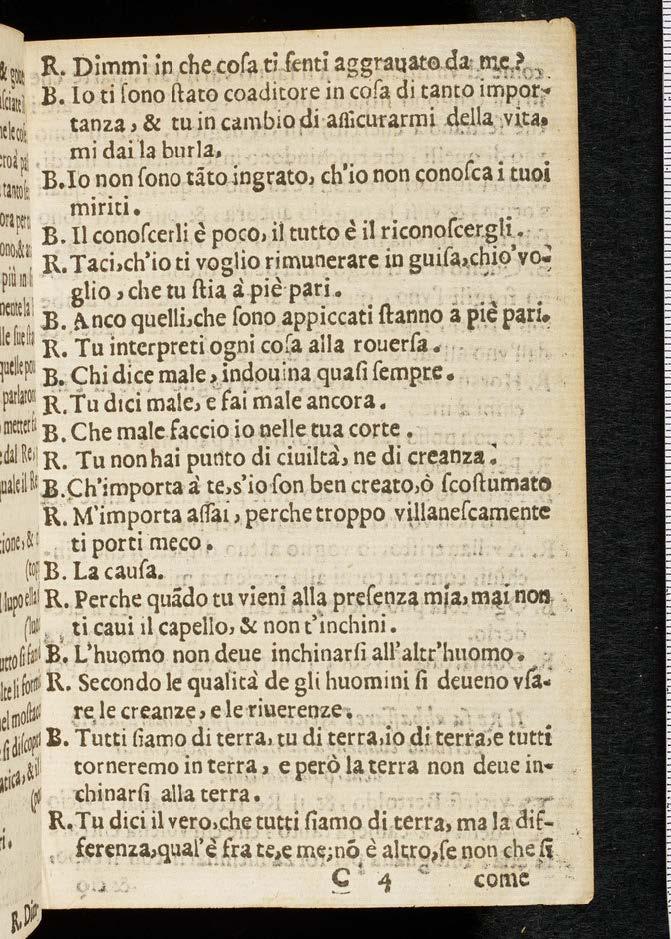 R. Dimmi in che coſa ti ſenti aggrauato da me?
B. Io ti ſono ſtato coaditore in coſa di tanto impor-
tanza, & tu in cambio di aſſicurarmi della vita,
mi dai la burla.
B. Io non ſono tãto ingrato, ch'io non conoſca i tuoi
miriti.
B. Il conoſcerli è poco, il tutto è il riconoſcergli.
R. Taci, ch'io ti voglio rimunerare in guiſa, chio' vo-
glio, che tu ſtia à piè pari.
B. Anco quelli, che ſono appiccati ſtanno a piè pari.
R. Tu interpreti ogni coſa alla rouerſa.
B. Chi dice male, indouina quaſi ſempre.
R. Tu dici male, e fai male ancora.
B. Che male faccio io nelle tua corte.
R. Tu non hai punto di ciuiltà, ne di creanza.
B. Ch'importa à te, s'io ſon ben creato, ò ſcoſtumato
R. M'importa aſſai, perche troppo villaneſcamente
ti porti meco.
B. La cauſa.
R. Perche quãdo tu vieni alla preſenza mia, mai non
ti caui il capello, & non t'inchini.
B. L'huomo non deue inchinarſi all'altr'huomo.
R. Secondo le qualità de gli huomini ſi deueno vſa-
re le creanze, e le riuerenze.
B. Tutti ſiamo di terra, tu di terra, io di terra, e tutti
torneremo in terra, e però la terra non deue in-
chinarſi alla terra.
R. Tu dici il vero, che tutti ſiamo di terra, ma la dif-
ferenza, qual'è fra te, e me, nõ è altro, ſe non che ſi
C 4 come